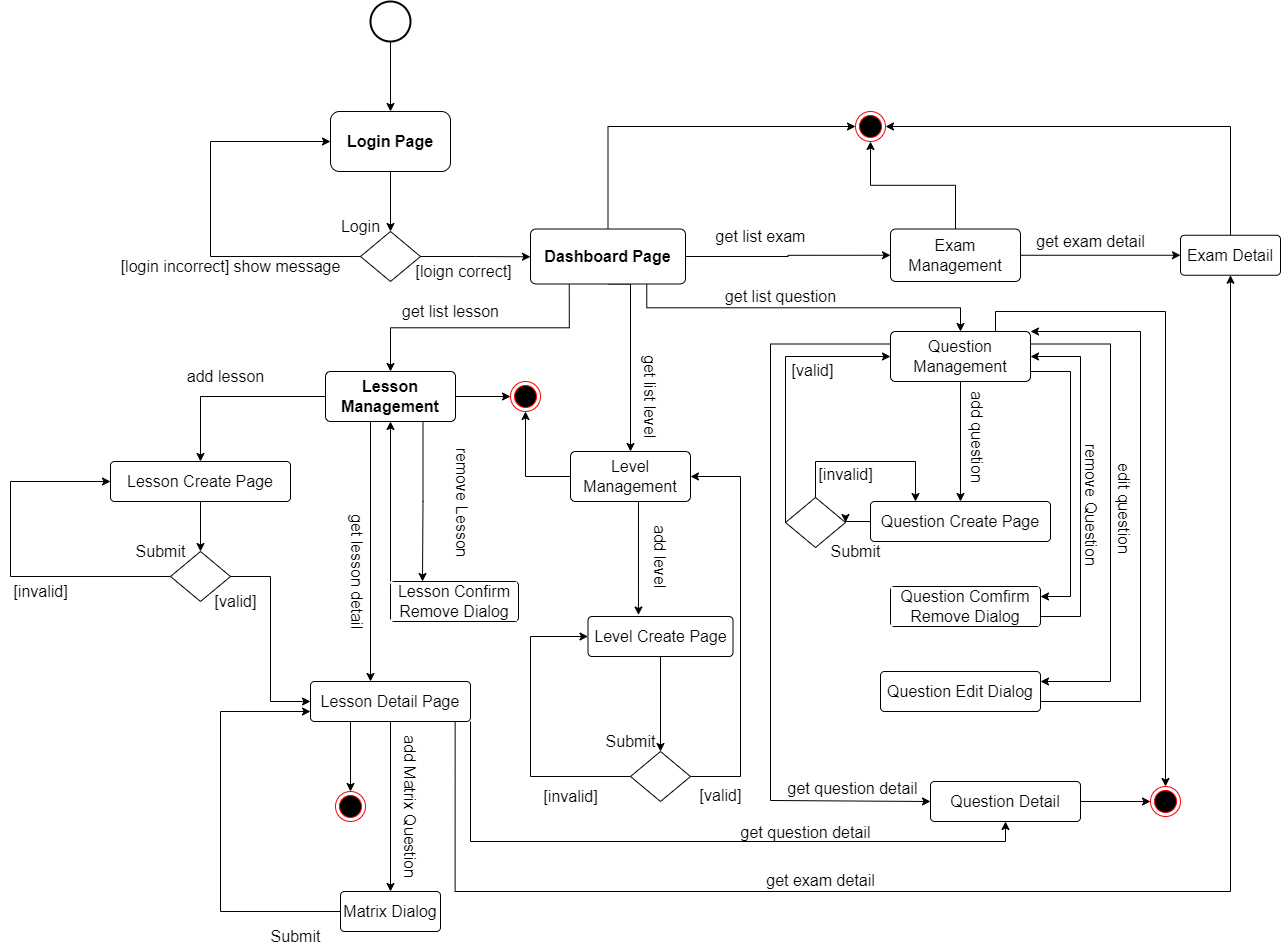 Login Page
Login
[login incorrect] show message
[loign correct]
Dashboard Page
get list exam
Exam
Management
get exam detail
Exam Detail
get list lesson
get list question
get list level
add lesson
Lesson
Management
Question
Management
[valid]
add question
remove Question
edit question
Lesson Create Page
remove Lesson
Level
Management
[invalid]
Question Create Page
Submit
get lesson detail
add level
Submit
[invalid]
[valid]
Lesson Confirm
Remove Dialog
Question Comfirm
Remove Dialog
Level Create Page
Lesson Detail Page
Question Edit Dialog
Submit
[invalid]
[valid]
add Matrix Question
get question detail
Question Detail
get question detail
get exam detail
Matrix Dialog
Submit